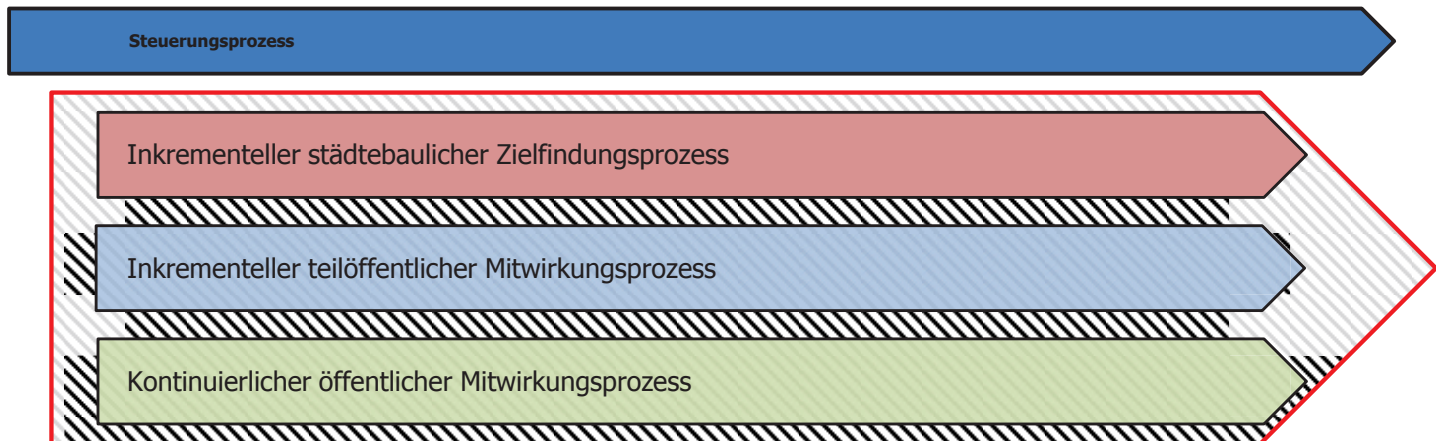 Steuerungsprozess
Inkrementeller städtebaulicher Zielfindungsprozess
Inkrementeller teilöffentlicher Mitwirkungsprozess
Kontinuierlicher öffentlicher Mitwirkungsprozess